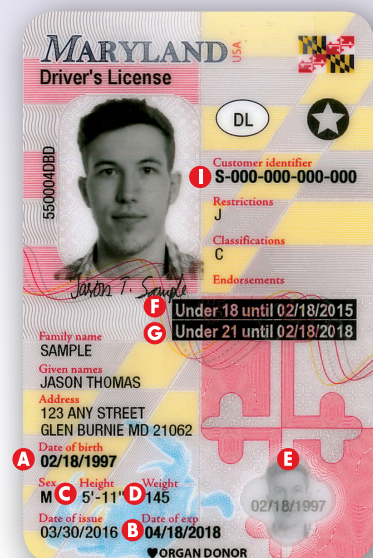 MARYLAND USA
Driver's License
DL
550004DBD
Customer identifier
I S-000-000-000-000
Restrictions
J
Classifications
C
Endorsements
Jason T. Sample
F Under 18 until 02/18/2015
G Under 21 until 02/18/2018
Family name
SAMPLE
Given names
JASON THOMAS
Address
123 ANY STREET
GLEN BURNIE MD 21062
Date of birth
A 02/18/1997
E
Sex Height Weight
M C 5'-11" D 145
02/18/1997
Date of issue Date of exp
03/30/2016 B 04/18/2018
♥ORGAN DONOR